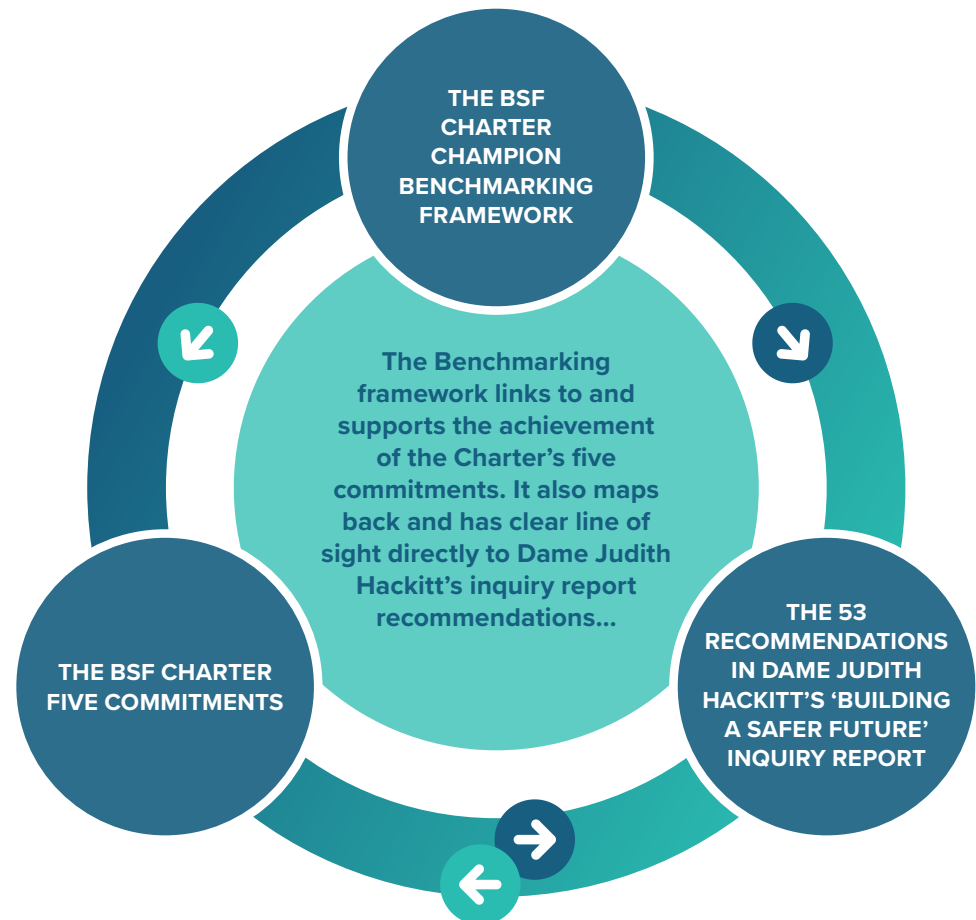 THE BSF
CHARTER
CHAMPION
BENCHMARKING
FRAMEWORK
The Benchmarking
framework links to and
supports the achievement
of the Charter’s five
commitments. It also maps
back and has clear line of
sight directly to Dame Judith
Hackitt’s inquiry report
recommendations...
THE BSF CHARTER
FIVE COMMITMENTS
THE 53
RECOMMENDATIONS
IN DAME JUDITH
HACKITT’S ‘BUILDING
A SAFER FUTURE’
INQUIRY REPORT